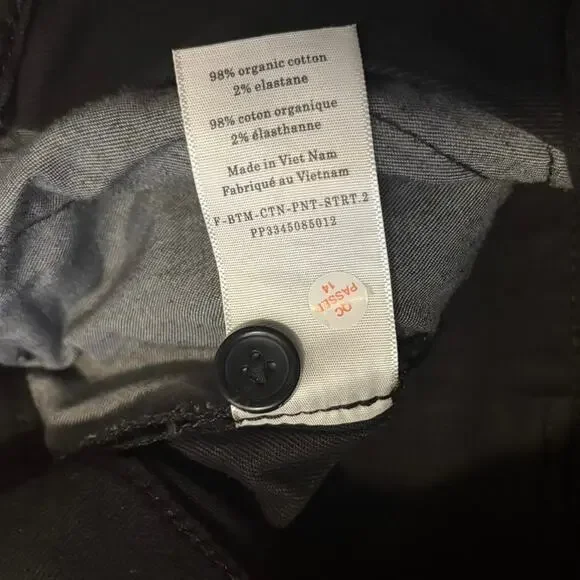 98% organic cotton
2% elastane
98% coton organique
2% élasthanne
Made in Viet Nam
Fabriqué au Vietnam
F-BTM-CTN-PNT-STRT.2
PP3345085012
QC
PASSED
14